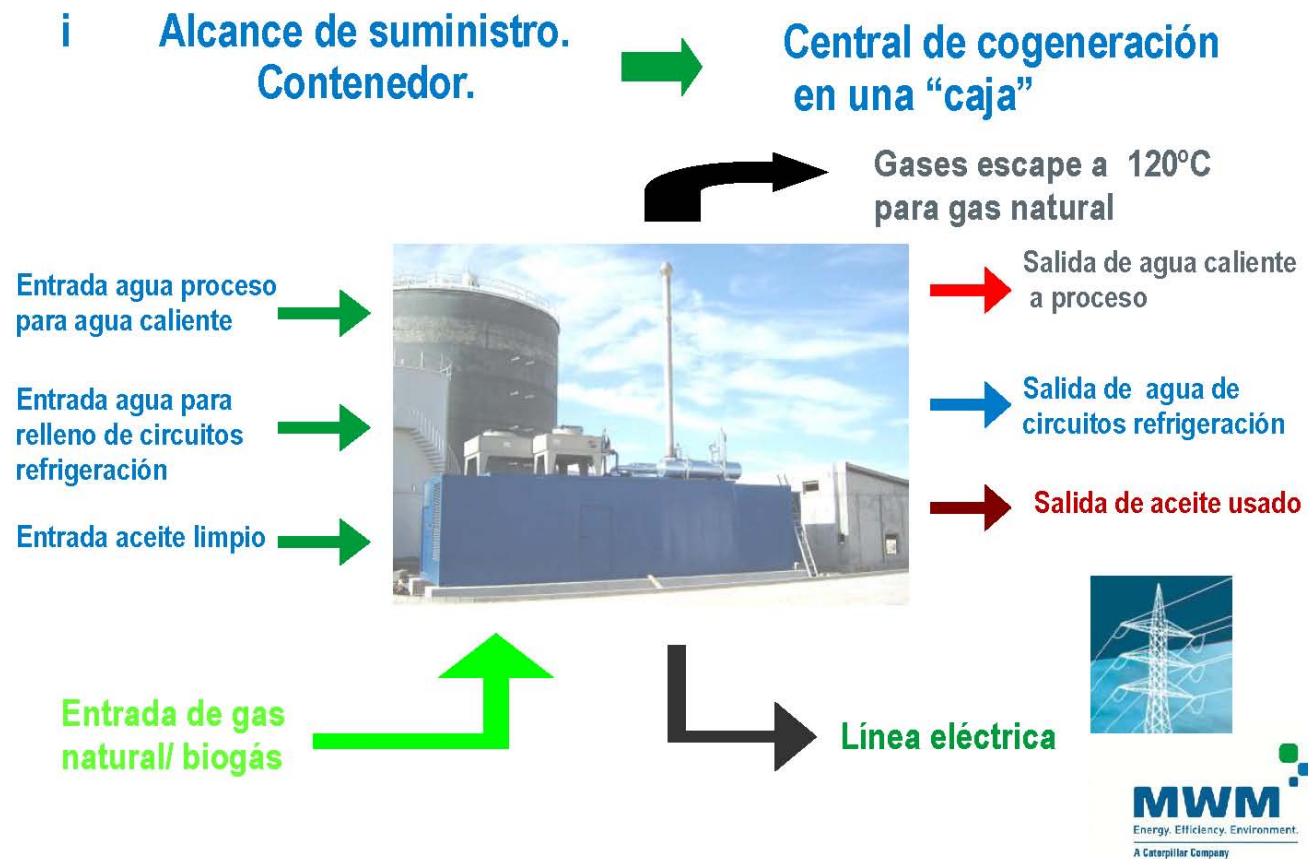 i Alcance de suministro.
Contenedor.
Central de cogeneración
en una “caja”
Gases escape a 120ºC
para gas natural
Entrada agua proceso
para agua caliente
Salida de agua caliente
a proceso
Entrada agua para
relleno de circuitos
refrigeración
Salida de agua de
circuitos refrigeración
Entrada aceite limpio
Salida de aceite usado
Entrada de gas
natural/ biogás
Línea eléctrica
MWM
Energy. Efficiency. Environment.
A Caterpillar Company